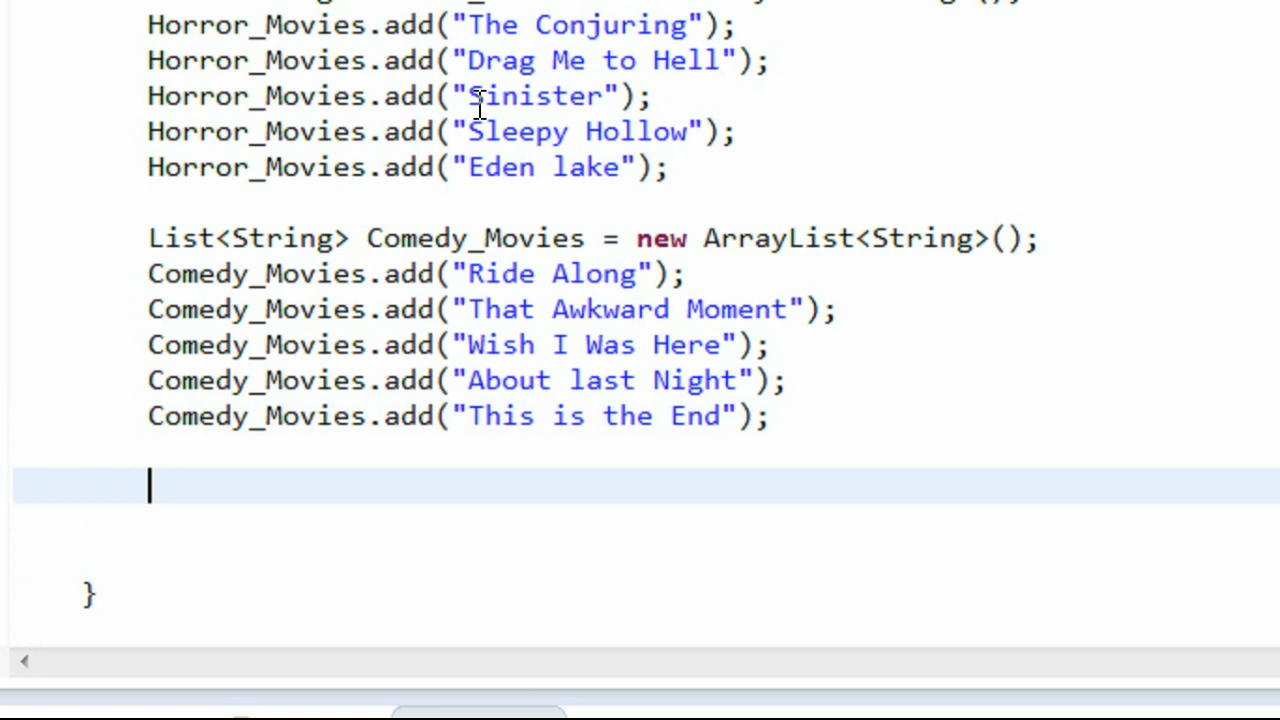 Horror_Movies.add("The Conjuring");
Horror_Movies.add("Drag Me to Hell");
Horror_Movies.add("Sinister");
Horror_Movies.add("Sleepy Hollow");
Horror_Movies.add("Eden lake");
List<String> Comedy_Movies = new ArrayList<String>();
Comedy_Movies.add("Ride Along");
Comedy_Movies.add("That Awkward Moment");
Comedy_Movies.add("Wish I Was Here");
Comedy_Movies.add("About last Night");
Comedy_Movies.add("This is the End");
}